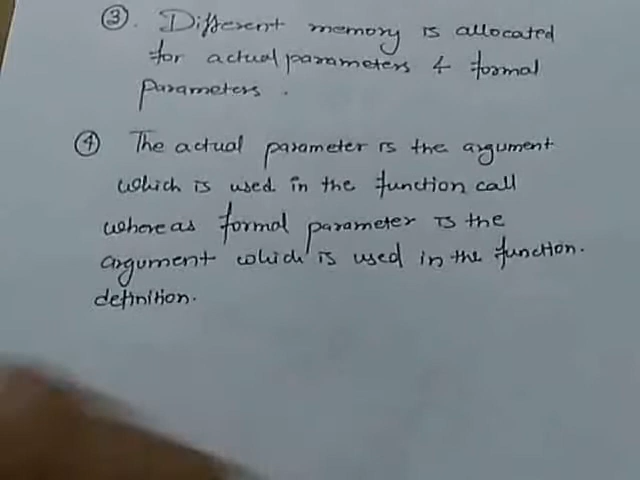 ③. Different memory is allocated
for actual parameters & formal
parameters.
④ The actual parameter is the argument
which is used in the function call
whereas formal parameter is the
argument which is used in the function.
definition.